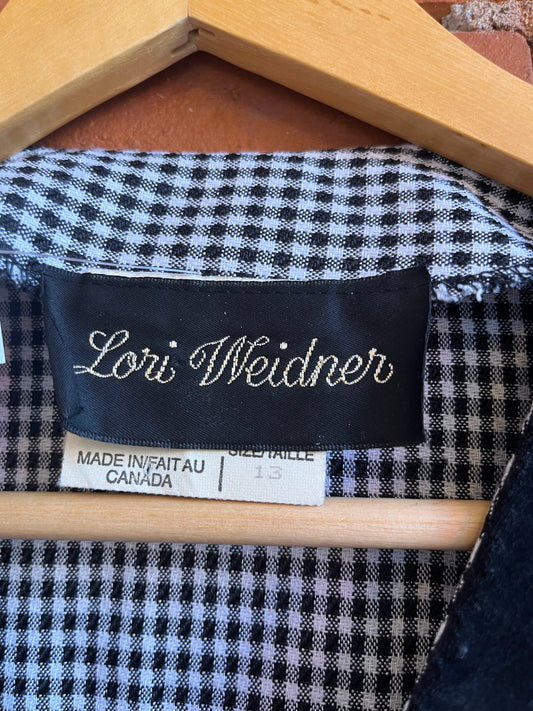 Lori Weidner
SIZE/TAILLE
MADE IN/FAIT AU
CANADA
13